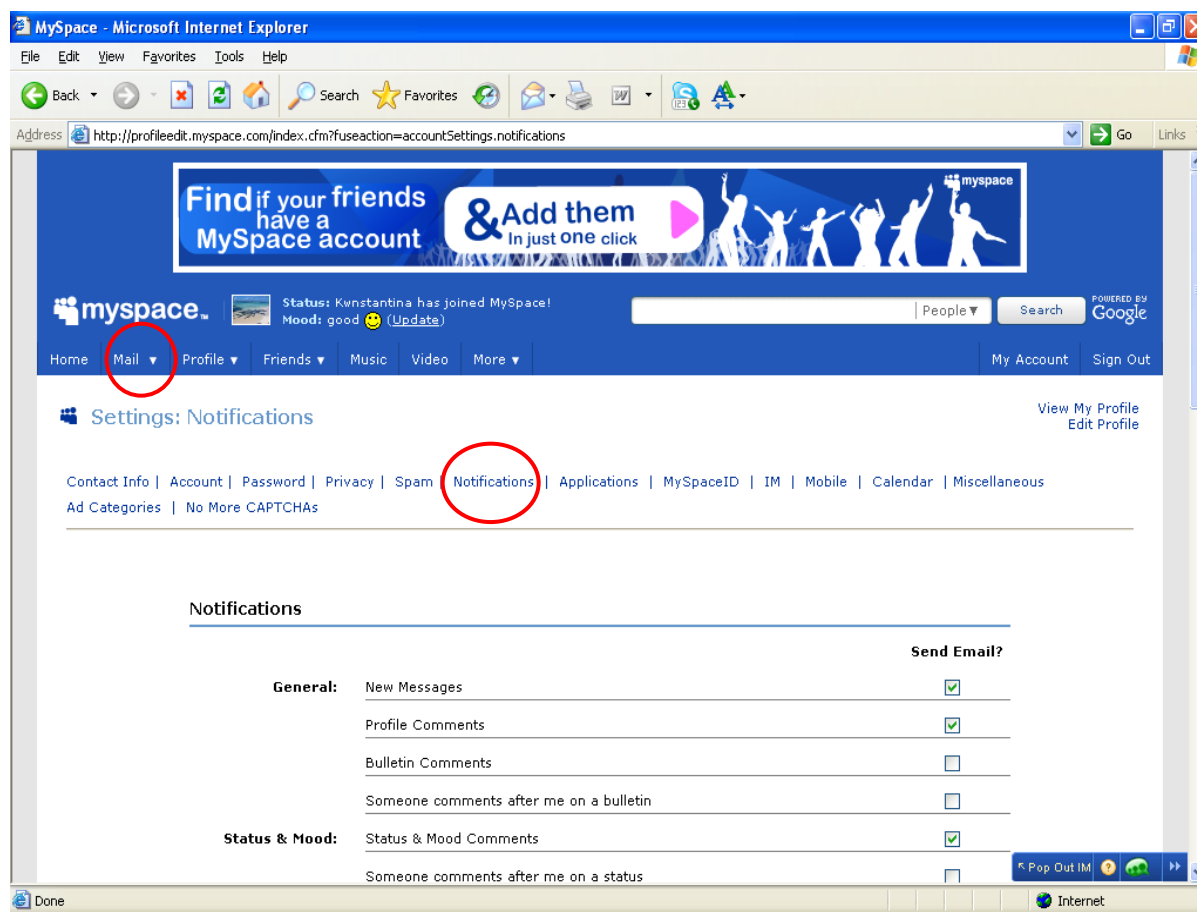 MySpace - Microsoft Internet Explorer
File Edit View Favorites Tools Help
Back Search Favorites
Address http://profileedit.myspace.com/index.cfm?fuseaction=accountSettings.notifications Go Links
Find if your friends have a MySpace account & Add them In just one click myspace
myspace Status: Kwnstantina has joined MySpace!
Mood: good (Update)
People▼ Search POWERED BY Google
Home Mail ▼ Profile ▼ Friends ▼ Music Video More ▼ My Account Sign Out
Settings: Notifications
View My Profile
Edit Profile
Contact Info | Account | Password | Privacy | Spam | Notifications | Applications | MySpaceID | IM | Mobile | Calendar | Miscellaneous
Ad Categories | No More CAPTCHAs
Notifications
Send Email?
General: New Messages
Profile Comments
Bulletin Comments
Someone comments after me on a bulletin
Status & Mood: Status & Mood Comments
Someone comments after me on a status
Pop Out IM
Done Internet